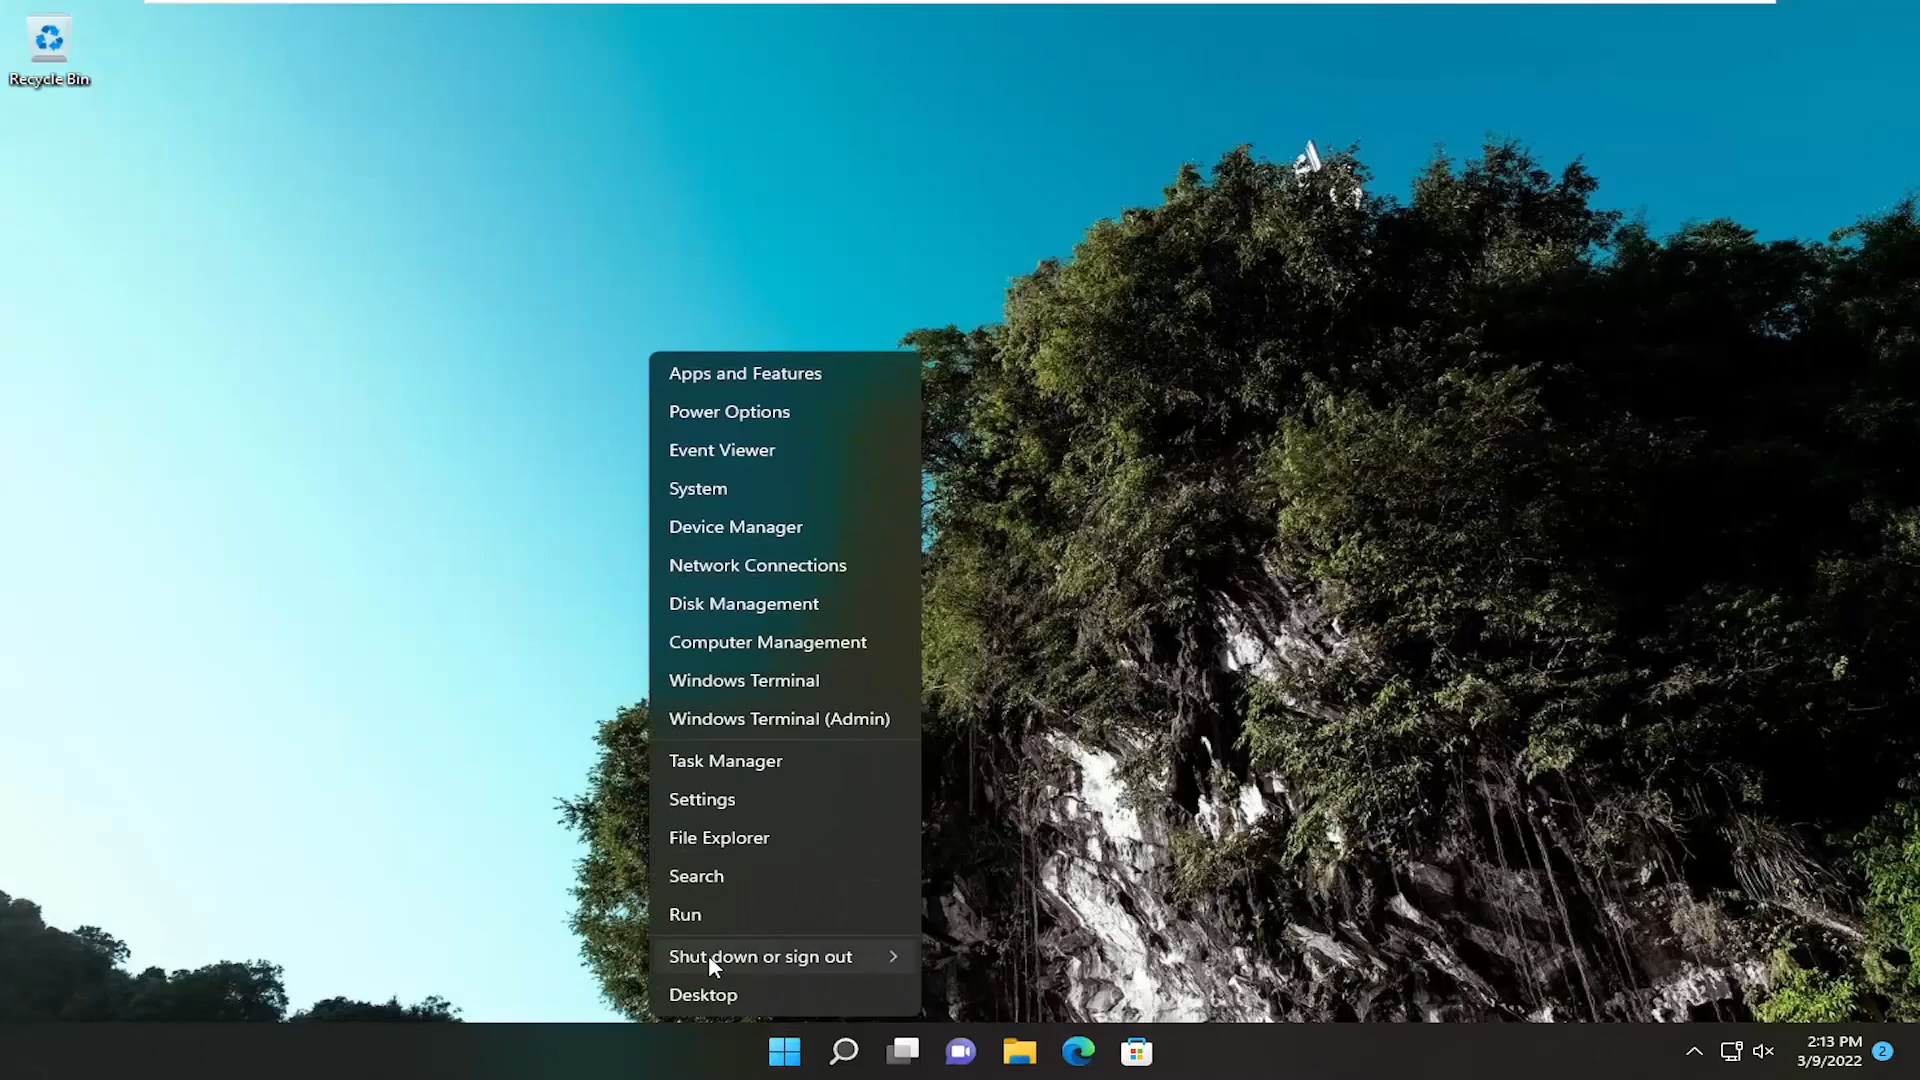 Recycle Bin
Apps and Features
Power Options
Event Viewer
System
Device Manager
Network Connections
Disk Management
Computer Management
Windows Terminal
Windows Terminal (Admin)
Task Manager
Settings
File Explorer
Search
Run
Shut down or sign out
Desktop
2:13 PM
3/9/2022
2